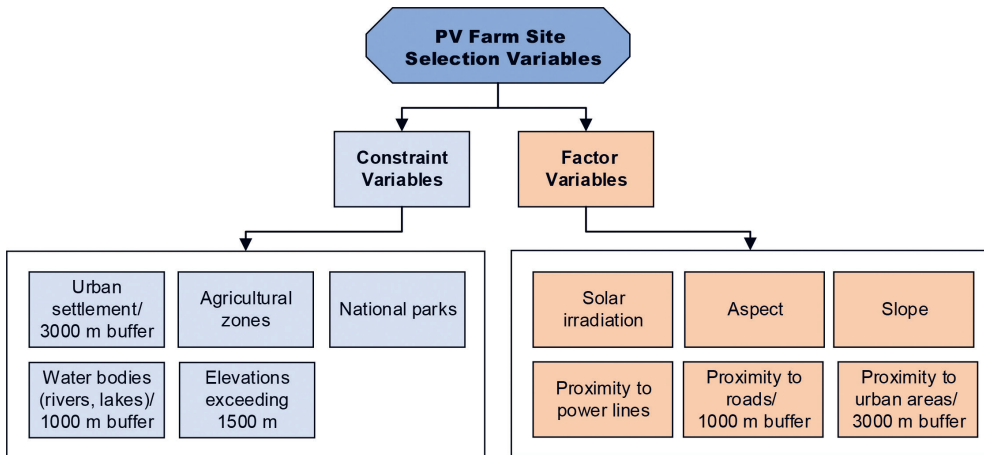 PV Farm Site
Selection Variables
Constraint
Variables
Factor
Variables
Urban
settlement/
3000 m buffer
Agricultural
zones
National parks
Water bodies
(rivers, lakes)/
1000 m buffer
Elevations
exceeding
1500 m
Solar
irradiation
Aspect
Slope
Proximity to
power lines
Proximity to
roads/
1000 m buffer
Proximity to
urban areas/
3000 m buffer